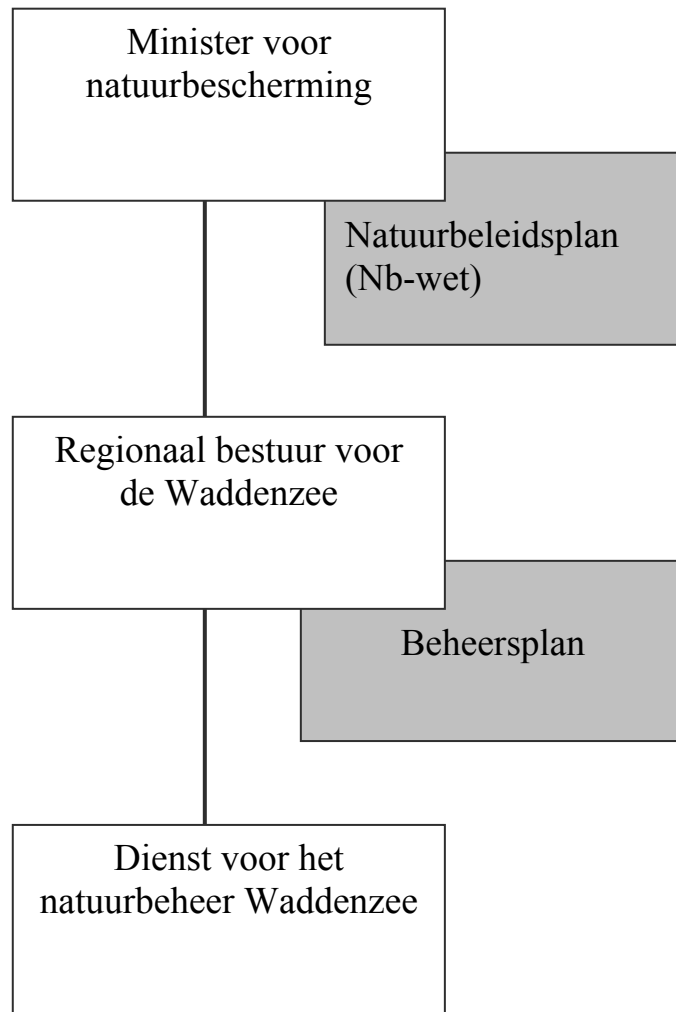 Minister voor
natuurbescherming
Natuurbeleidsplan
(Nb-wet)
Regionaal bestuur voor
de Waddenzee
Beheersplan
Dienst voor het
natuurbeheer Waddenzee